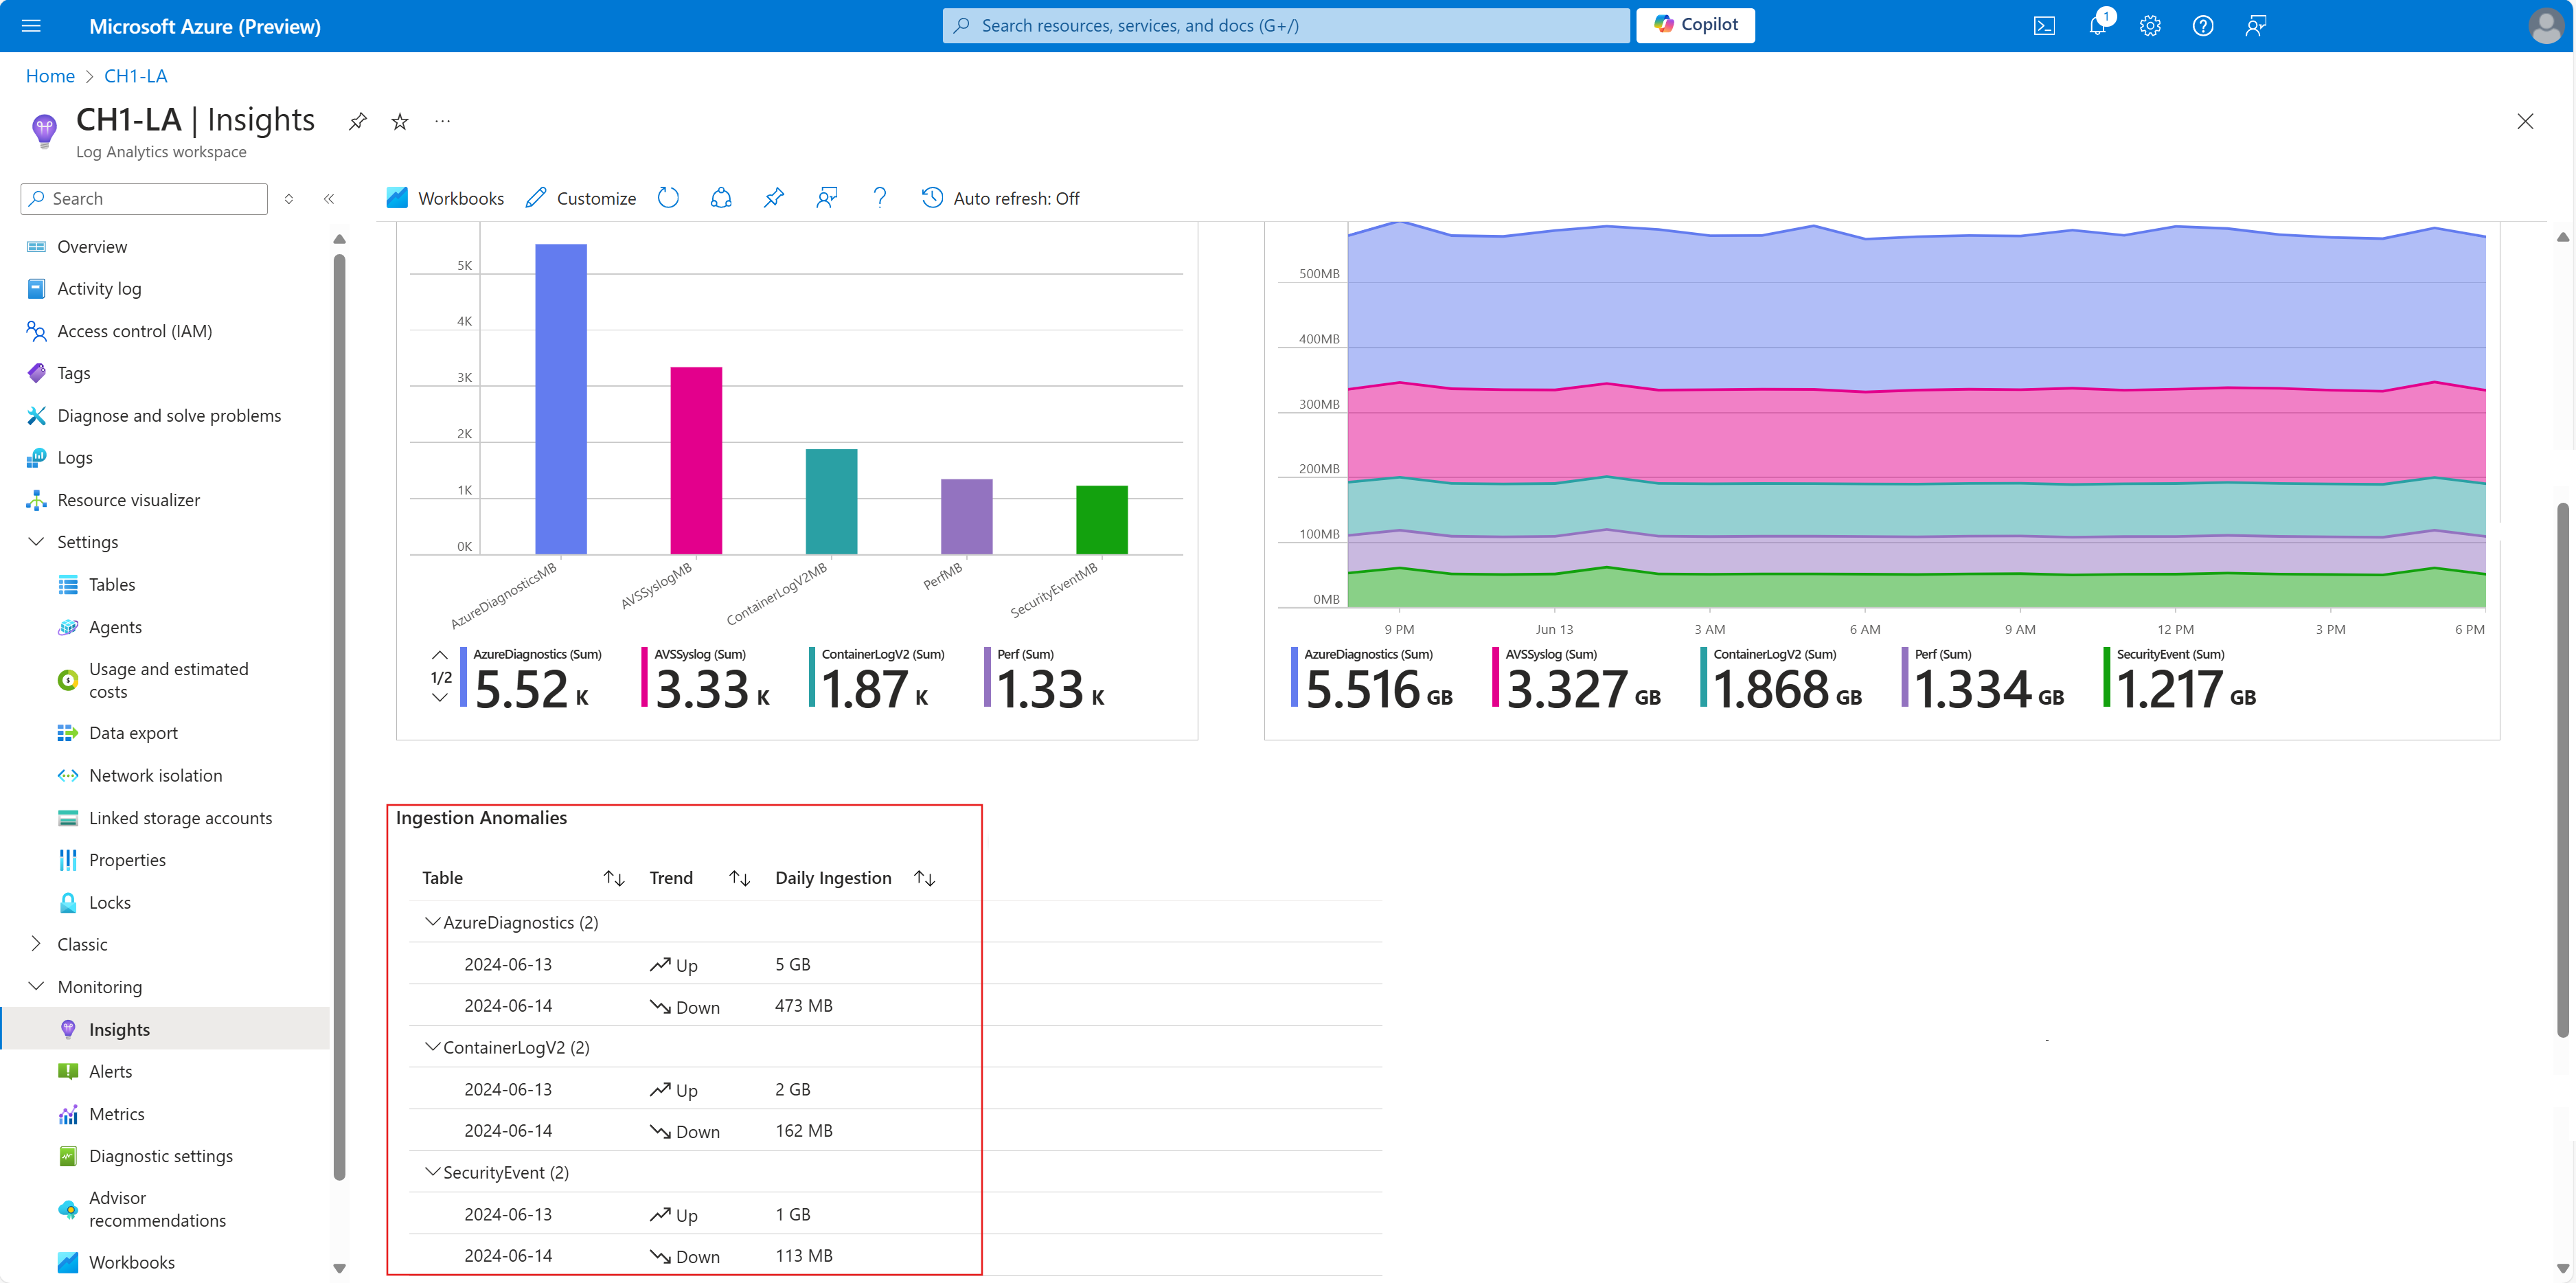 Microsoft Azure (Preview)
Search resources, services, and docs (G+/)
Copilot
1
Home > CH1-LA
CH1-LA | Insights
Log Analytics workspace
Search
Workbooks
Customize
Auto refresh: Off
Overview
Activity log
Access control (IAM)
Tags
Diagnose and solve problems
Logs
Resource visualizer
Settings
Tables
Agents
Usage and estimated
costs
Data export
Network isolation
Linked storage accounts
Properties
Locks
Classic
Monitoring
Insights
Alerts
Metrics
Diagnostic settings
Advisor
recommendations
Workbooks
5K
4K
3K
2K
1K
0K
AzureDiagnosticsMB
AVSSyslogMB
ContainerLogV2MB
PerfMB
SecurityEventMB
1/2
AzureDiagnostics (Sum)
5.52 K
AVSSyslog (Sum)
3.33 K
ContainerLogV2 (Sum)
1.87 K
Perf (Sum)
1.33 K
500MB
400MB
300MB
200MB
100MB
0MB
9 PM
Jun 13
3 AM
6 AM
9 AM
12 PM
3 PM
6 PM
AzureDiagnostics (Sum)
5.516 GB
AVSSyslog (Sum)
3.327 GB
ContainerLogV2 (Sum)
1.868 GB
Perf (Sum)
1.334 GB
SecurityEvent (Sum)
1.217 GB
Ingestion Anomalies
Table Trend Daily Ingestion
AzureDiagnostics (2)
2024-06-13 Up 5 GB
2024-06-14 Down 473 MB
ContainerLogV2 (2)
2024-06-13 Up 2 GB
2024-06-14 Down 162 MB
SecurityEvent (2)
2024-06-13 Up 1 GB
2024-06-14 Down 113 MB